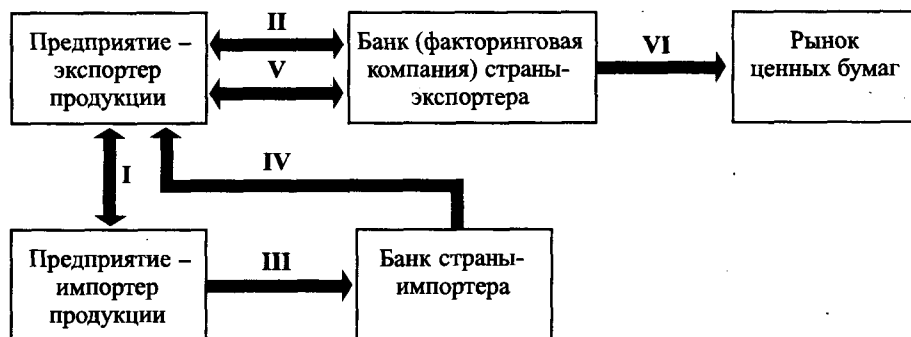 Предприятие –
экспортер
продукции
II
V
Банк (факторинговая
компания) страны-
экспортера
VI
Рынок
ценных бумаг
I
IV
Предприятие –
импортер
продукции
III
Банк страны-
импортера